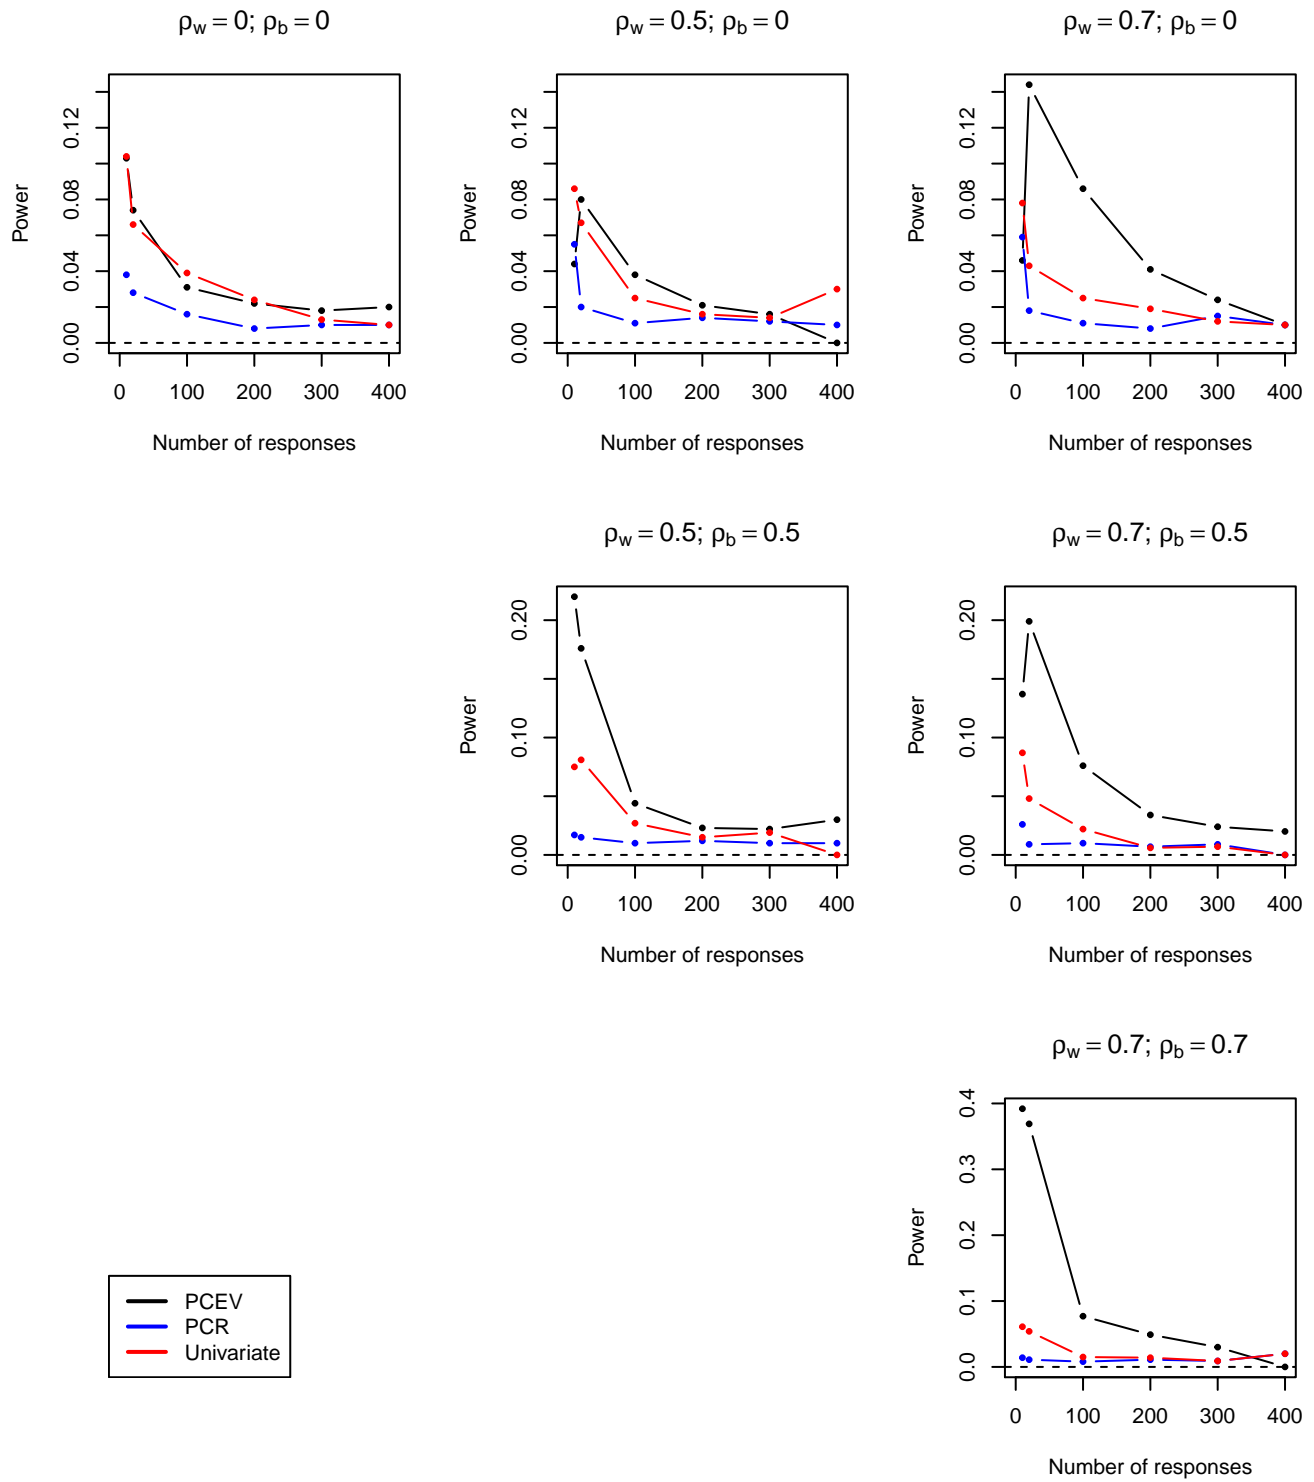 ρw = 0; ρb = 0
Power
0.00 0.04 0.08 0.12
0 100 200 300 400
Number of responses
ρw = 0.5; ρb = 0
Power
0.00 0.04 0.08 0.12
0 100 200 300 400
Number of responses
ρw = 0.7; ρb = 0
Power
0.00 0.04 0.08 0.12
0 100 200 300 400
Number of responses
ρw = 0.5; ρb = 0.5
Power
0.00 0.10 0.20
0 100 200 300 400
Number of responses
ρw = 0.7; ρb = 0.5
Power
0.00 0.10 0.20
0 100 200 300 400
Number of responses
ρw = 0.7; ρb = 0.7
Power
0.0 0.1 0.2 0.3 0.4
0 100 200 300 400
Number of responses
PCEV
PCR
Univariate